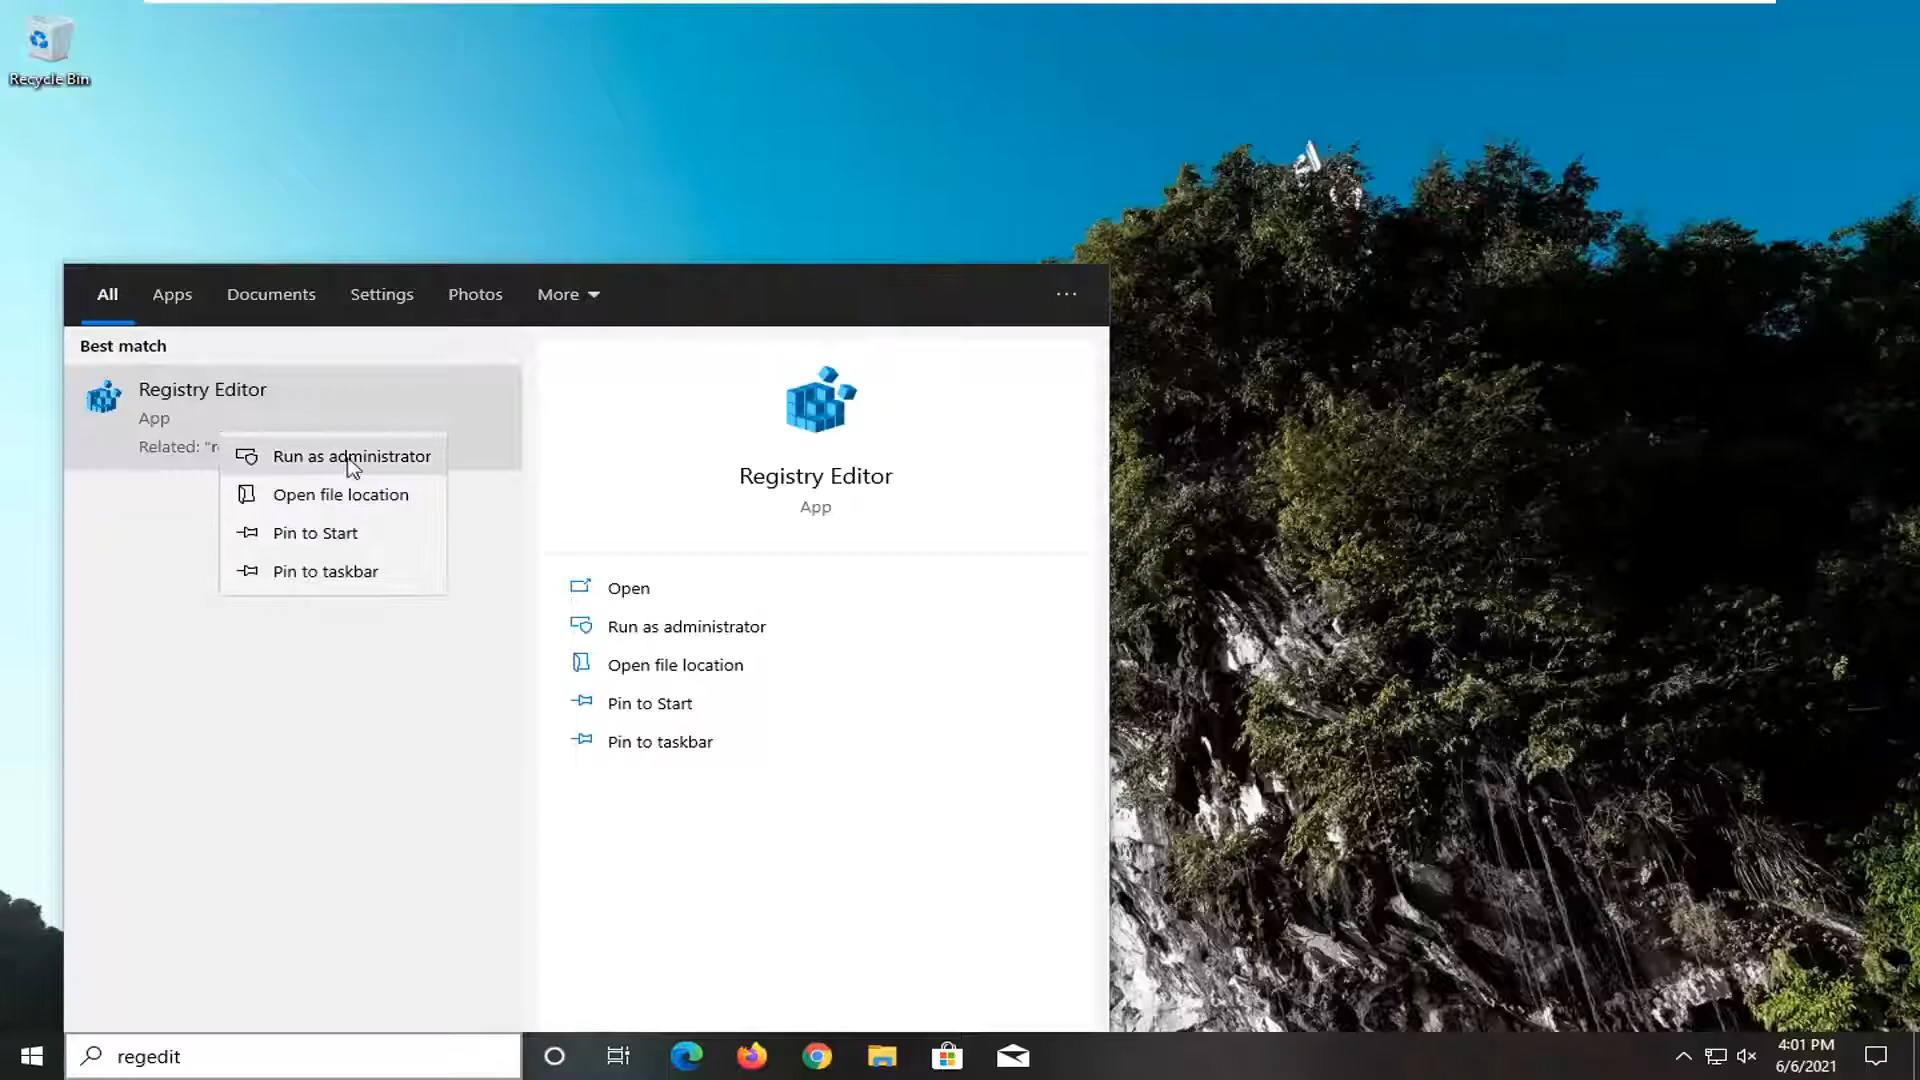 Recycle Bin
All
Apps
Documents
Settings
Photos
More
Best match
Registry Editor
App
Related: "r
Run as administrator
Open file location
Pin to Start
Pin to taskbar
Registry Editor
App
Open
Run as administrator
Open file location
Pin to Start
Pin to taskbar
regedit
4:01 PM
6/6/2021